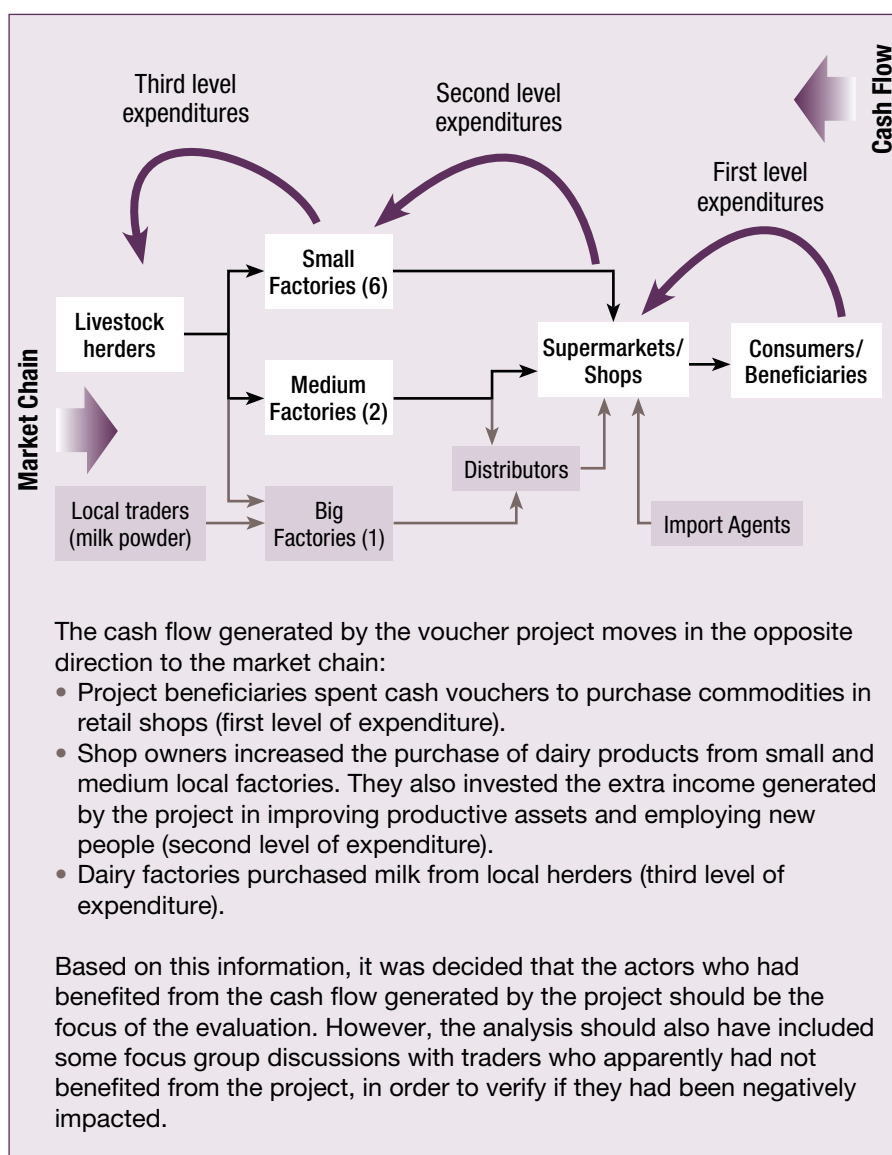 Third level
expenditures
Second level
expenditures
First level
expenditures
Cash Flow
Small
Factories (6)
Livestock
herders
Supermarkets/
Shops
Consumers/
Beneficiaries
Medium
Factories (2)
Market Chain
Distributors
Local traders
(milk powder)
Big
Factories (1)
Import Agents
The cash flow generated by the voucher project moves in the opposite
direction to the market chain:
• Project beneficiaries spent cash vouchers to purchase commodities in
retail shops (first level of expenditure).
• Shop owners increased the purchase of dairy products from small and
medium local factories. They also invested the extra income generated
by the project in improving productive assets and employing new
people (second level of expenditure).
• Dairy factories purchased milk from local herders (third level of
expenditure).
Based on this information, it was decided that the actors who had
benefited from the cash flow generated by the project should be the
focus of the evaluation. However, the analysis should also have included
some focus group discussions with traders who apparently had not
benefited from the project, in order to verify if they had been negatively
impacted.